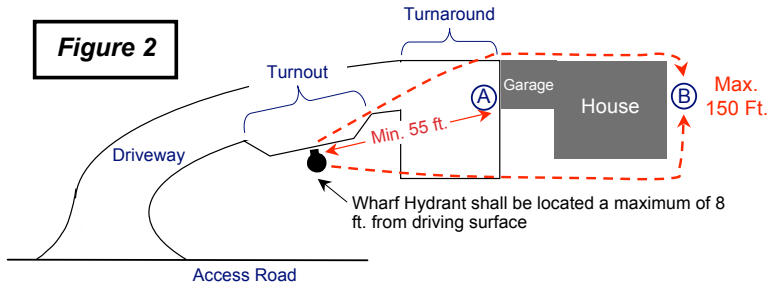 Figure 2
Turnaround
Turnout
Garage
A
House
B
Max.
150 Ft.
Min. 55 ft.
Driveway
Wharf Hydrant shall be located a maximum of 8
ft. from driving surface
Access Road